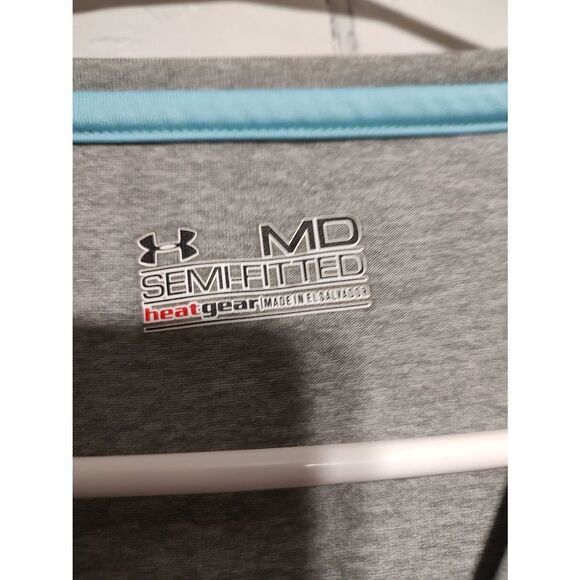 MD
SEMI-FITTED
heatgear MADE IN EL SALVADOR